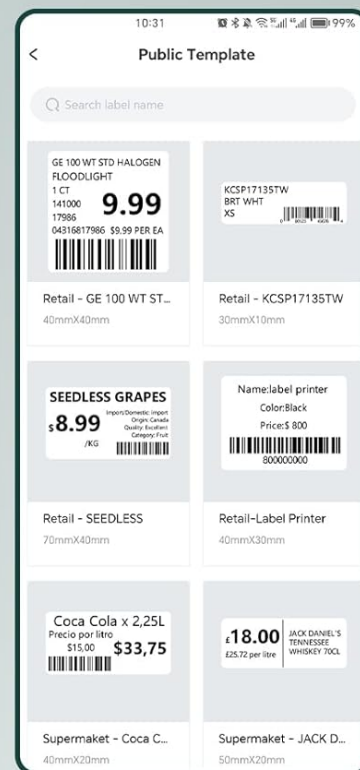 10:31
99%
Public Template
Search label name
GE 100 WT STD HALOGEN
FLOODLIGHT
1 CT
141000
17986
9.99
04316817986 $9.99 PER EA
Retail - GE 100 WT ST...
40mmX40mm
KCSP17135TW
BRT WHT
XS
Retail - KCSP17135TW
30mmX10mm
SEEDLESS GRAPES
$8.99
/KG
Import/Domestic: Import
Origin: Canada
Quality: Excellent
Category: Fruit
Retail - SEEDLESS
70mmX40mm
Name:label printer
Color:Black
Price:$ 800
800000000
Retail-Label Printer
40mmX30mm
Coca Cola x 2,25L
Precio por litro
$15,00
$33,75
Supermaket - Coca C...
40mmX20mm
£18.00
£25.72 per litre
JACK DANIEL'S
TENNESSEE
WHISKEY 70CL
Supermaket - JACK D...
50mmX20mm